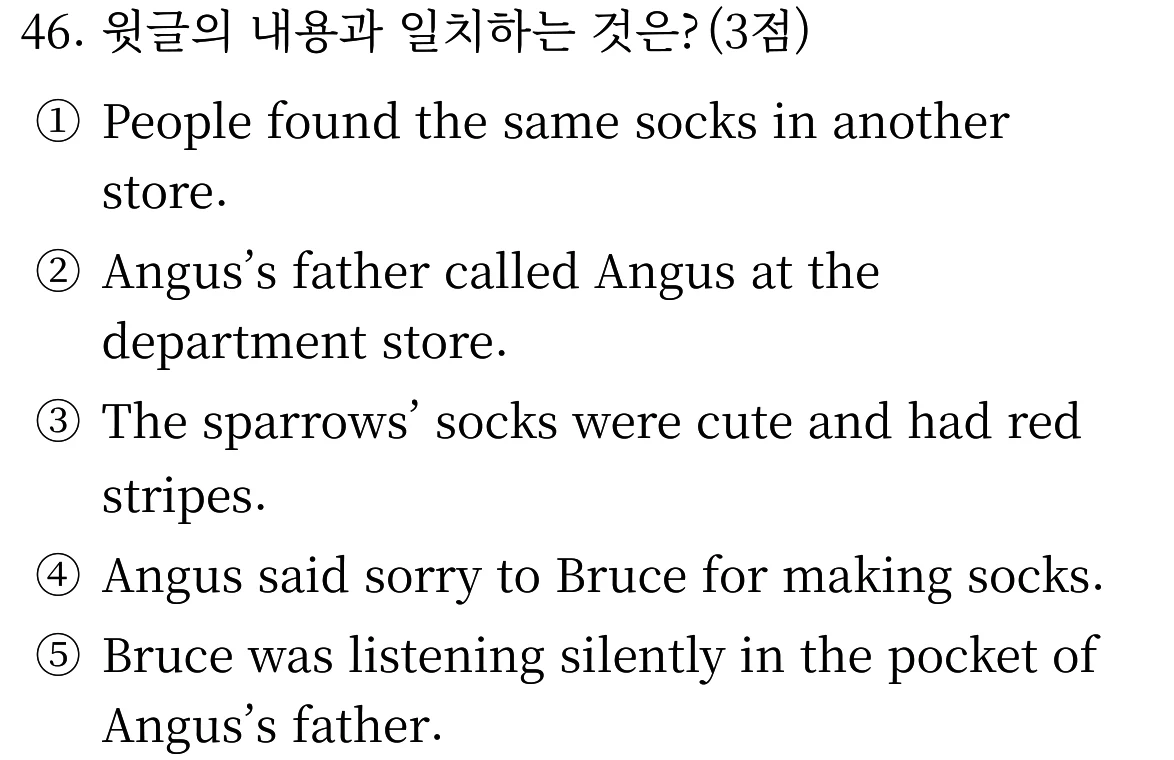 46. 윗글의 내용과 일치하는 것은?(3점)
① People found the same socks in another
store.
② Angus’s father called Angus at the
department store.
③ The sparrows’ socks were cute and had red
stripes.
④ Angus said sorry to Bruce for making socks.
⑤ Bruce was listening silently in the pocket of
Angus’s father.